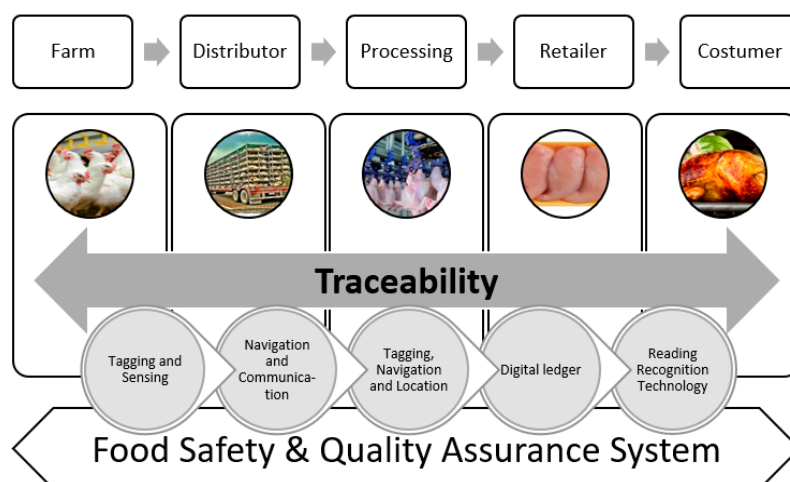 Farm
Distributor
Processing
Retailer
Costumer
Traceability
Tagging and
Sensing
Navigation
and
Communica-
tion
Tagging,
Navigation
and Location
Digital ledger
Reading
Recognition
Technology
Food Safety & Quality Assurance System